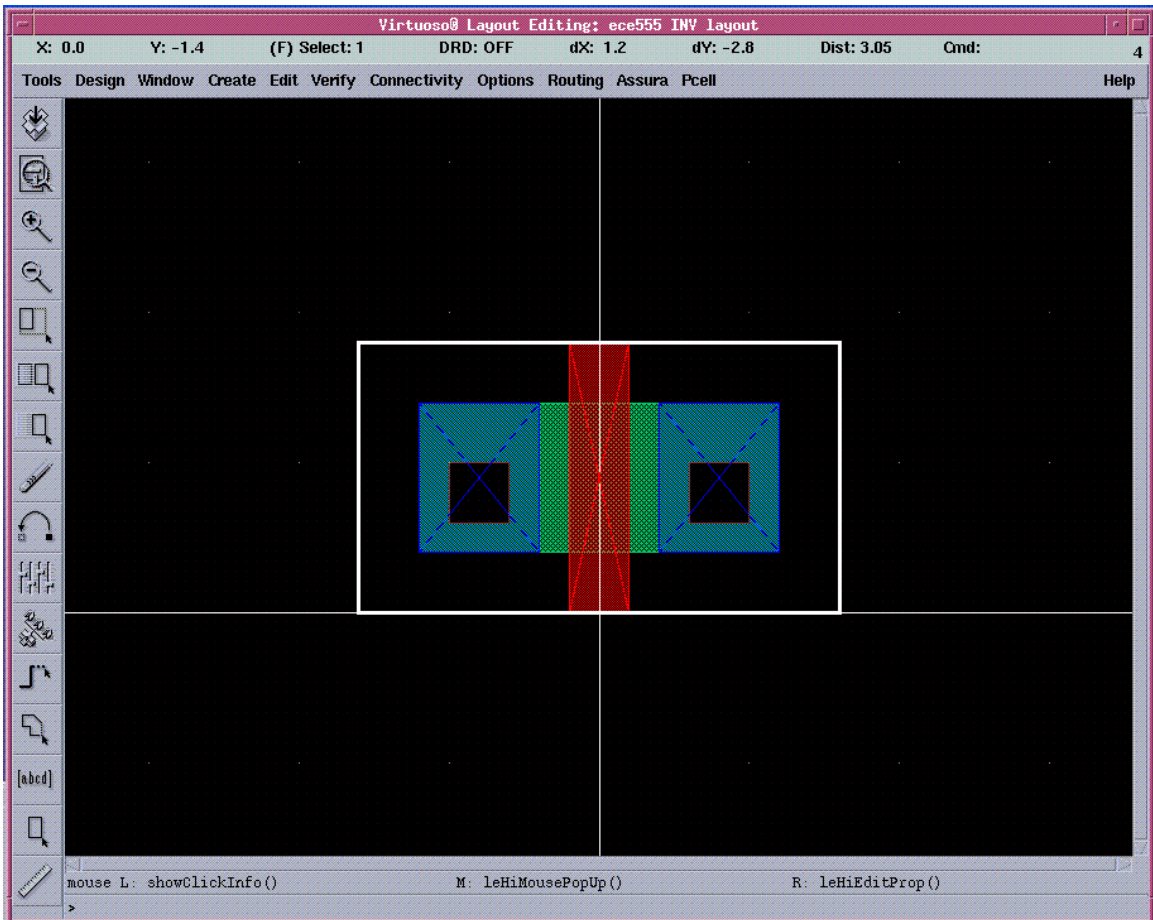 Virtuoso® Layout Editing: ece555 INV layout
X: 0.0 Y: -1.4 (F) Select: 1 DRD: OFF dX: 1.2 dY: -2.8 Dist: 3.05 Cmd: 4
Tools Design Window Create Edit Verify Connectivity Options Routing Assura Pcell Help
[abcd]
mouse L: showClickInfo() M: leHiMousePopUp() R: leHiEditProp()
>